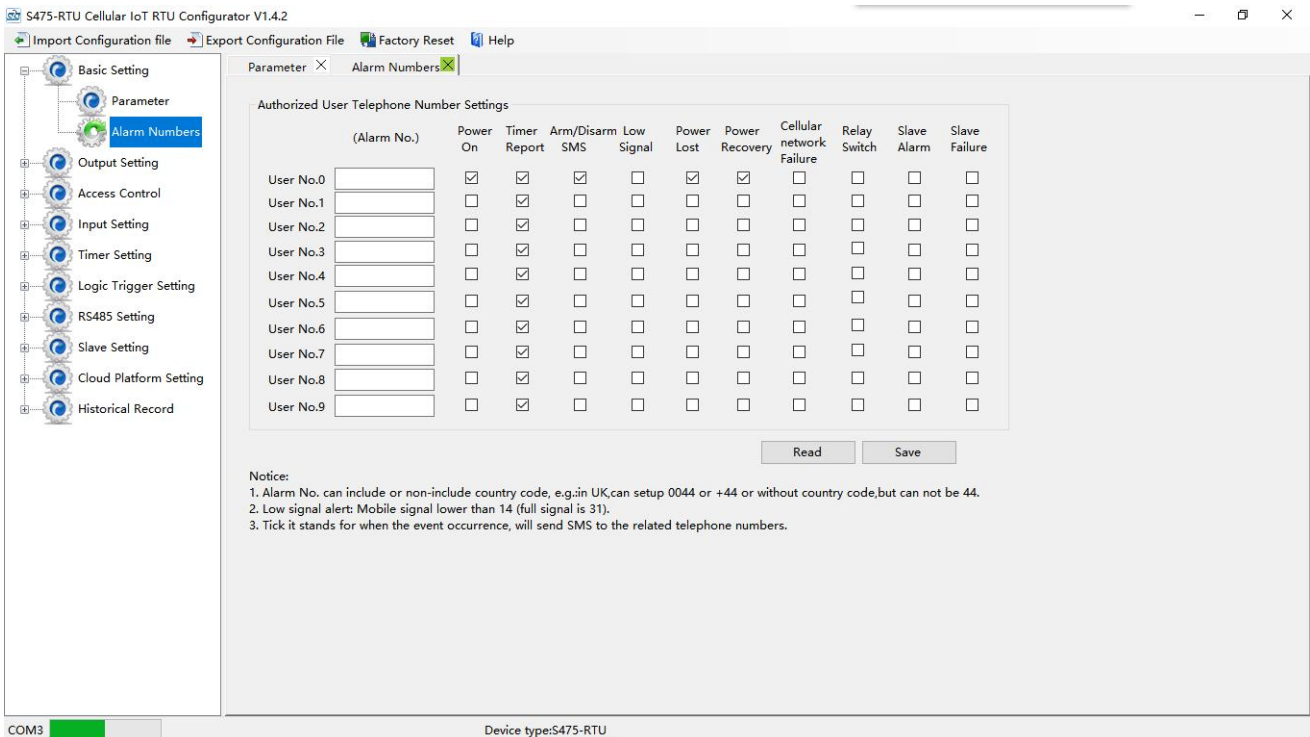 S475-RTU Cellular IoT RTU Configurator V1.4.2
Import Configuration file Export Configuration File Factory Reset Help
Basic Setting
Parameter
Alarm Numbers
Output Setting
Access Control
Input Setting
Timer Setting
Logic Trigger Setting
RS485 Setting
Slave Setting
Cloud Platform Setting
Historical Record
Parameter Alarm Numbers
Authorized User Telephone Number Settings
(Alarm No.)
Power On
Timer Report
Arm/Disarm SMS
Low Signal
Power Lost
Power Recovery
Cellular network Failure
Relay Switch
Slave Alarm
Slave Failure
User No.0
User No.1
User No.2
User No.3
User No.4
User No.5
User No.6
User No.7
User No.8
User No.9
Read Save
Notice:
1. Alarm No. can include or non-include country code, e.g.:in UK,can setup 0044 or +44 or without country code,but can not be 44.
2. Low signal alert: Mobile signal lower than 14 (full signal is 31).
3. Tick it stands for when the event occurrence, will send SMS to the related telephone numbers.
COM3 Device type:S475-RTU